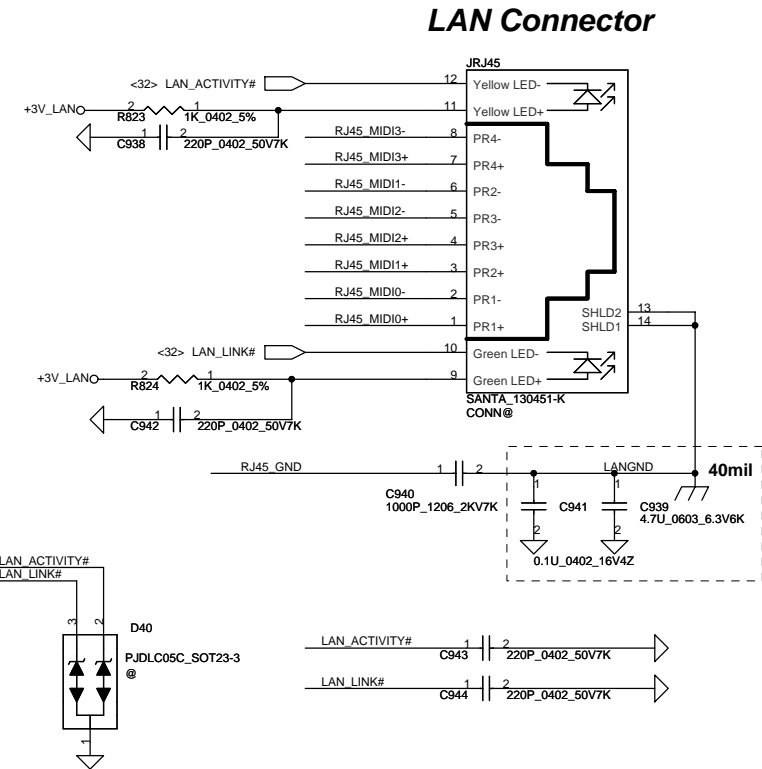 LAN Connector
JRJ45
<32> LAN_ACTIVITY# 12 Yellow LED-
+3V_LAN 2 1 11 Yellow LED+
R823 1K_0402_5%
1 2
C938 220P_0402_50V7K
RJ45_MIDI3- 8 PR4-
RJ45_MIDI3+ 7 PR4+
RJ45_MIDI1- 6 PR2-
RJ45_MIDI2- 5 PR3-
RJ45_MIDI2+ 4 PR3+
RJ45_MIDI1+ 3 PR2+
RJ45_MIDI0- 2 PR1-
RJ45_MIDI0+ 1 PR1+
SHLD2 13
SHLD1 14
<32> LAN_LINK# 10 Green LED-
+3V_LAN 2 1 9 Green LED+
R824 1K_0402_5%
SANTA_130451-K
CONN@
1 2
C942 220P_0402_50V7K
RJ45_GND 1 2 LANGND 40mil
C940
1000P_1206_2KV7K
1 2 C941
0.1U_0402_16V4Z
1 2 C939
4.7U_0603_6.3V6K
LAN_ACTIVITY#
LAN_LINK#
3 2
D40
PJDLC05C_SOT23-3
@
1
LAN_ACTIVITY# 1 2
C943 220P_0402_50V7K
LAN_LINK# 1 2
C944 220P_0402_50V7K